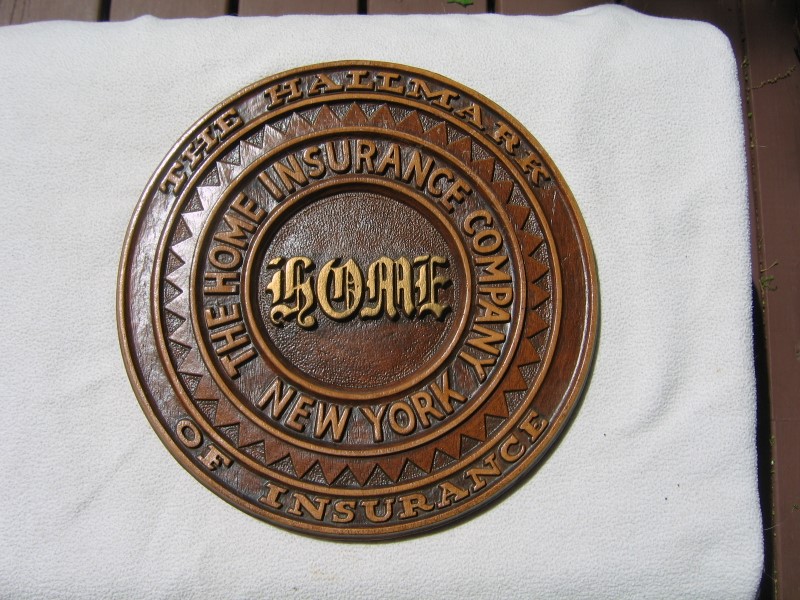 THE HALLMARK
OF INSURANCE
THE HOME INSURANCE COMPANY
NEW YORK
HOME